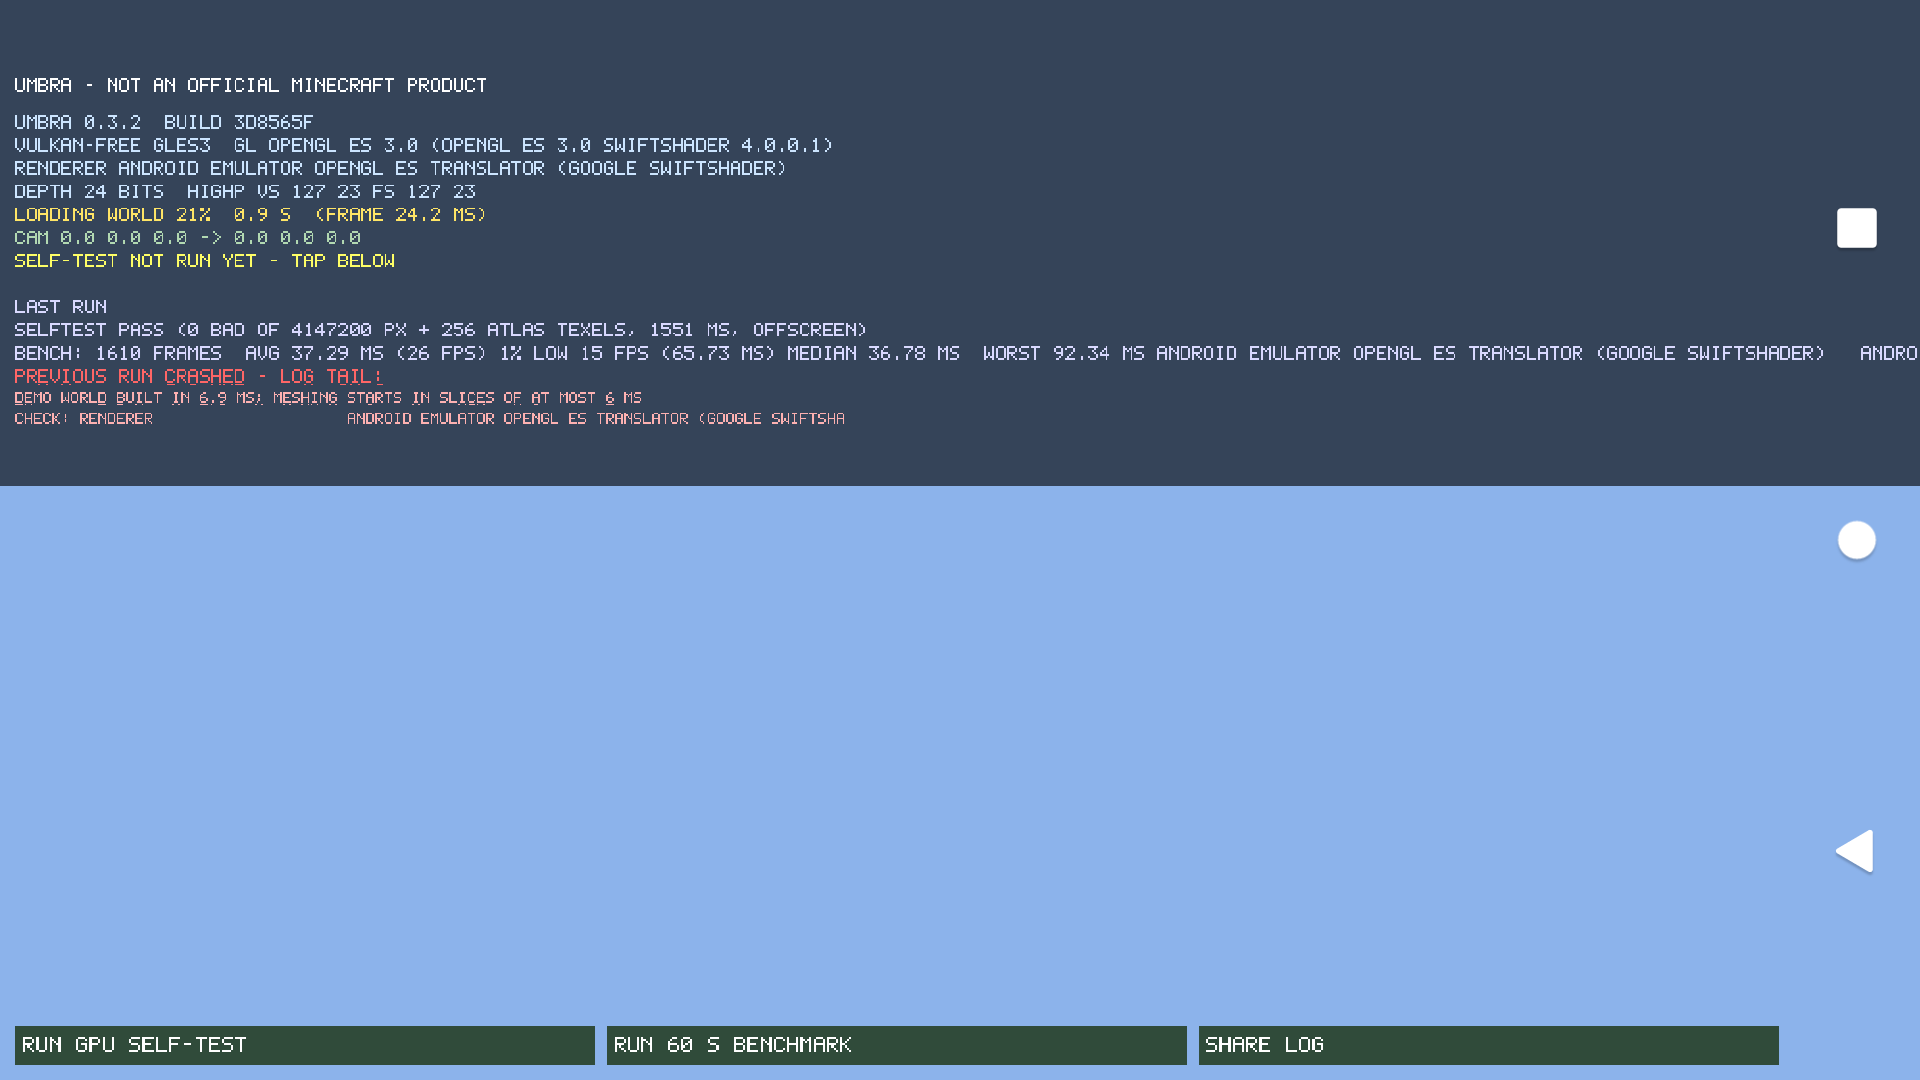 UMBRA - NOT AN OFFICIAL MINECRAFT PRODUCT
UMBRA 0.3.2 BUILD 3D8565F
VULKAN-FREE GLES3 GL OPENGL ES 3.0 (OPENGL ES 3.0 SWIFTSHADER 4.0.0.1)
RENDERER ANDROID EMULATOR OPENGL ES TRANSLATOR (GOOGLE SWIFTSHADER)
DEPTH 24 BITS HIGHP VS 127 23 FS 127 23
LOADING WORLD 21% 0.9 S (FRAME 24.2 MS)
CAM 0.0 0.0 0.0 -> 0.0 0.0 0.0
SELF-TEST NOT RUN YET - TAP BELOW
LAST RUN
SELFTEST PASS (0 BAD OF 4147200 PX + 256 ATLAS TEXELS, 1551 MS, OFFSCREEN)
BENCH: 1610 FRAMES AVG 37.29 MS (26 FPS) 1% LOW 15 FPS (65.73 MS) MEDIAN 36.78 MS WORST 92.34 MS ANDROID EMULATOR OPENGL ES TRANSLATOR (GOOGLE SWIFTSHADER) ANDRO
PREVIOUS RUN CRASHED - LOG TAIL:
DEMO WORLD BUILT IN 6.9 MS; MESHING STARTS IN SLICES OF AT MOST 6 MS
CHECK: RENDERER ANDROID EMULATOR OPENGL ES TRANSLATOR (GOOGLE SWIFTSHA
RUN GPU SELF-TEST
RUN 60 S BENCHMARK
SHARE LOG